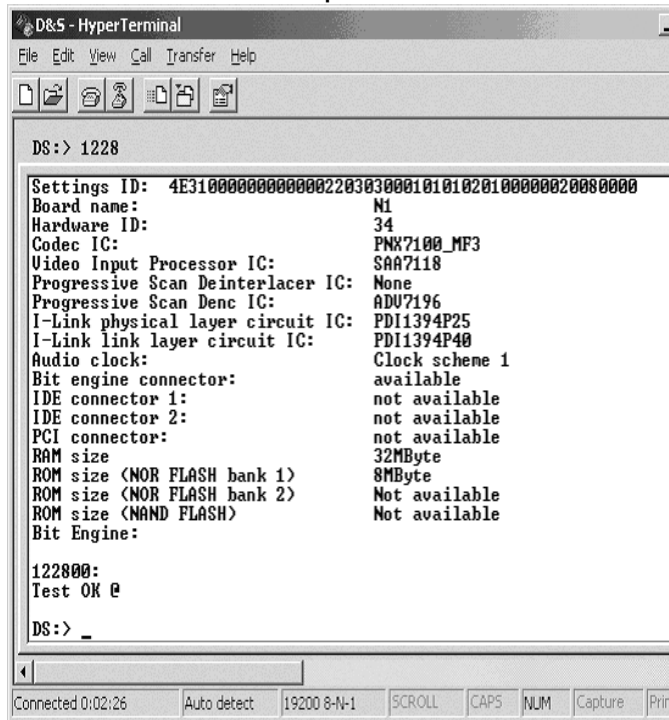 D&S - HyperTerminal
File Edit View Call Transfer Help
DS:> 1228
Settings ID: 4E3100000000000022030300010101020100000020080000
Board name: N1
Hardware ID: 34
Codec IC: PNX7100_MF3
Video Input Processor IC: SAA7118
Progressive Scan Deinterlacer IC: None
Progressive Scan Denc IC: ADV7196
I-Link physical layer circuit IC: PDI1394P25
I-Link link layer circuit IC: PDI1394P40
Audio clock: Clock scheme 1
Bit engine connector: available
IDE connector 1: not available
IDE connector 2: not available
PCI connector: not available
RAM size 32MByte
ROM size (NOR FLASH bank 1) 8MByte
ROM size (NOR FLASH bank 2) Not available
ROM size (NAND FLASH) Not available
Bit Engine:
122800:
Test OK @
DS:> _
Connected 0:02:26 Auto detect 19200 8-N-1 SCROLL CAPS NUM Capture